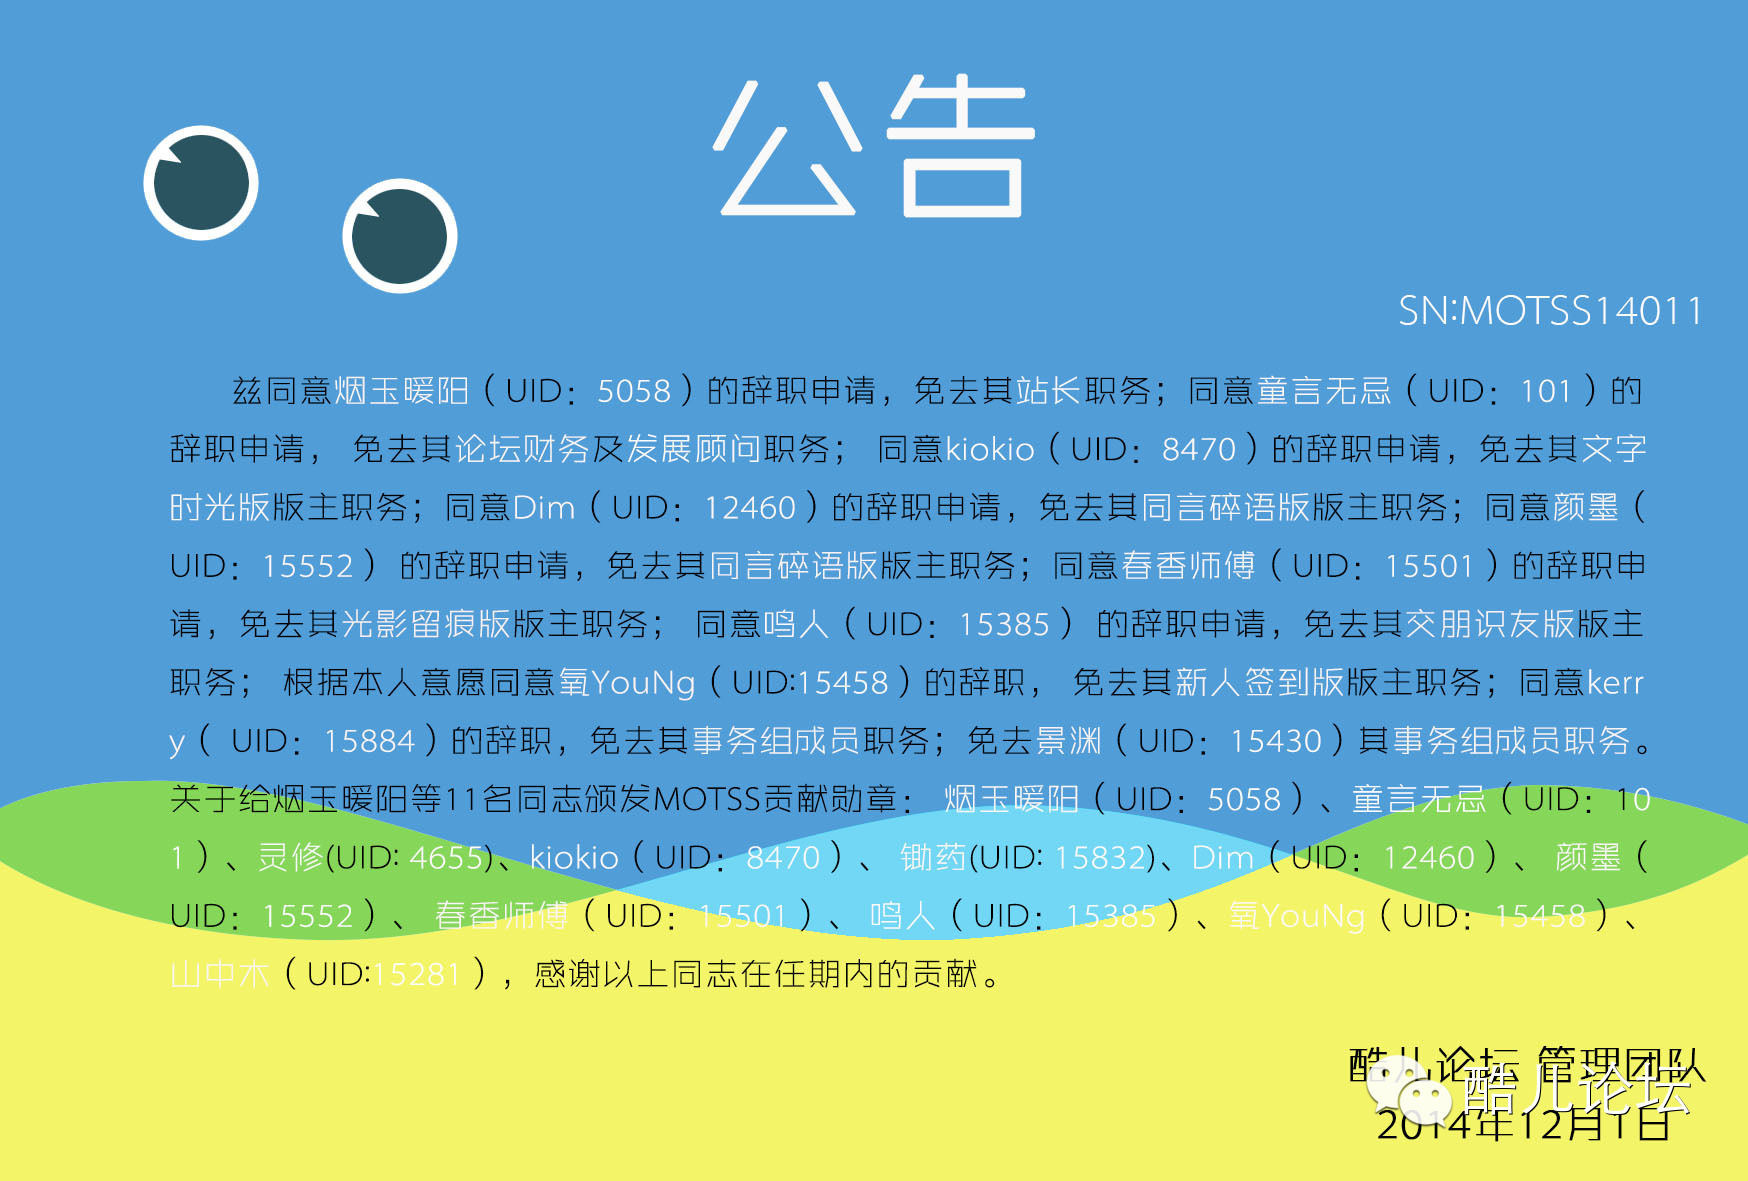 公告
SN:MOTSS14011
兹同意烟玉暖阳（UID：5058）的辞职申请，免去其站长职务；同意童言无忌（UID：101）的
辞职申请， 免去其论坛财务及发展顾问职务； 同意kiokio（UID：8470）的辞职申请，免去其文字
时光版版主职务；同意Dim（UID：12460）的辞职申请，免去其同言碎语版版主职务；同意颜墨（
UID：15552） 的辞职申请，免去其同言碎语版版主职务；同意春香师傅（UID：15501）的辞职申
请，免去其光影留痕版版主职务； 同意鸣人（UID：15385） 的辞职申请，免去其交朋识友版版主
职务； 根据本人意愿同意氧YouNg（UID:15458）的辞职， 免去其新人签到版版主职务；同意kerr
y（ UID：15884）的辞职，免去其事务组成员职务；免去景渊（UID：15430）其事务组成员职务。
关于给烟玉暖阳等11名同志颁发MOTSS贡献勋章： 烟玉暖阳（UID：5058）、童言无忌（UID：10
1）、灵修(UID: 4655)、kiokio（UID：8470）、 锄药(UID: 15832)、Dim（UID：12460）、 颜墨（
UID：15552）、 春香师傅（UID：15501）、 鸣人（UID：15385）、氧YouNg（UID：15458）、
山中木（UID:15281），感谢以上同志在任期内的贡献。
酷儿论坛 管理团队
酷儿论坛
2014年12月1日